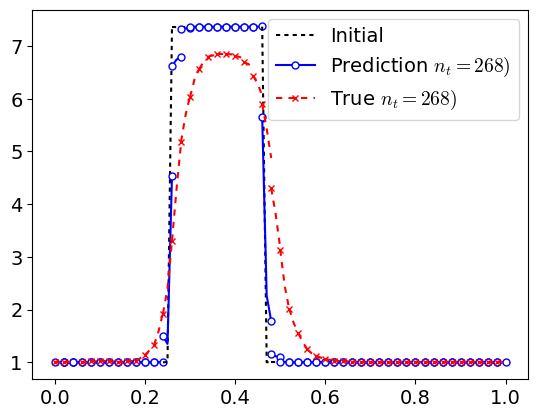 Initial
Prediction $n_t = 268)$
True $n_t = 268)$
7
6
5
4
3
2
1
0.0 0.2 0.4 0.6 0.8 1.0